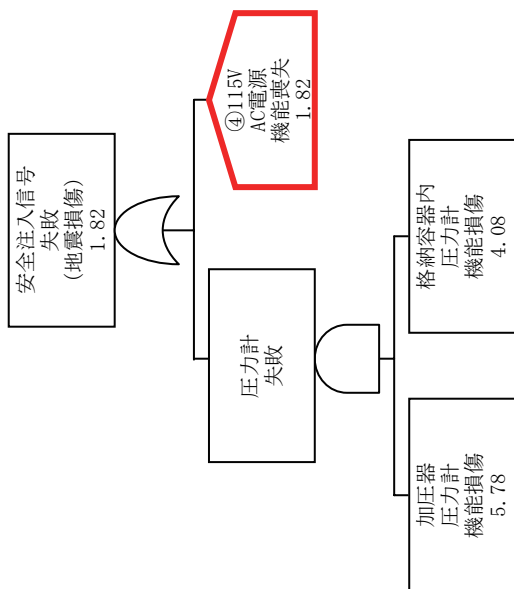 安全注入信号
失敗
(地震損傷)
1.82
圧力計
失敗
④115V
AC電源
機能喪失
1.82
加圧器
圧力計
機能損傷
5.78
格納容器内
圧力計
機能損傷
4.08